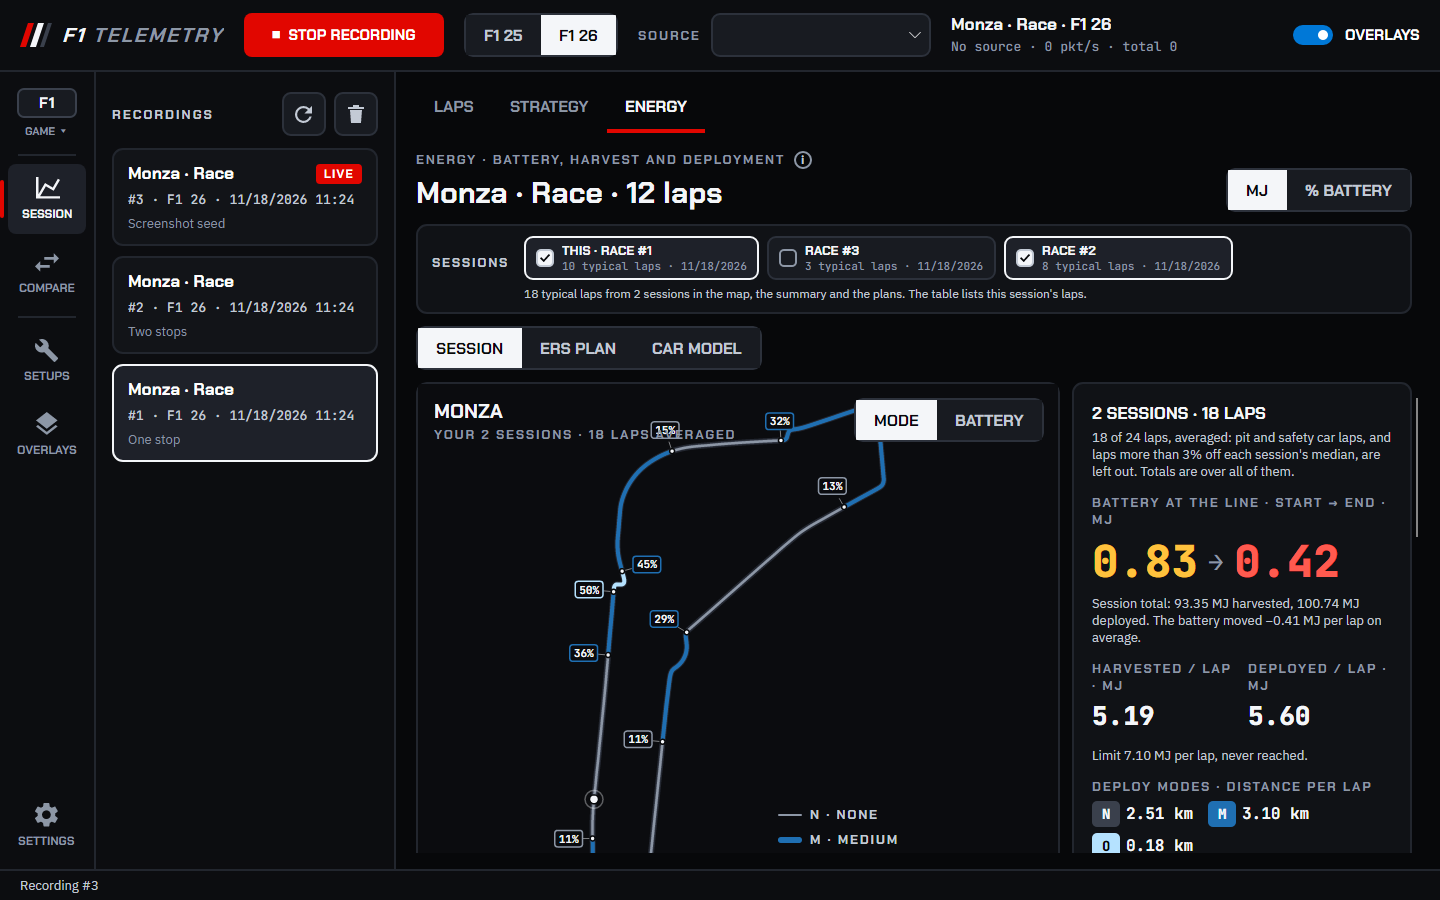 F1 TELEMETRY
STOP RECORDING
F1 25
F1 26
SOURCE
Monza · Race · F1 26
No source · 0 pkt/s · total 0
OVERLAYS
F1
GAME
SESSION
COMPARE
SETUPS
OVERLAYS
SETTINGS
RECORDINGS
Monza · Race
LIVE
#3 · F1 26 · 11/18/2026 11:24
Screenshot seed
Monza · Race
#2 · F1 26 · 11/18/2026 11:24
Two stops
Monza · Race
#1 · F1 26 · 11/18/2026 11:24
One stop
LAPS
STRATEGY
ENERGY
ENERGY · BATTERY, HARVEST AND DEPLOYMENT
Monza · Race · 12 laps
MJ
% BATTERY
SESSIONS
THIS · RACE #1
10 typical laps · 11/18/2026
RACE #3
3 typical laps · 11/18/2026
RACE #2
8 typical laps · 11/18/2026
18 typical laps from 2 sessions in the map, the summary and the plans. The table lists this session's laps.
SESSION
ERS PLAN
CAR MODEL
MONZA
YOUR 2 SESSIONS · 18 LAPS AVERAGED
MODE
BATTERY
15%
32%
13%
45%
50%
29%
36%
11%
11%
N · NONE
M · MEDIUM
2 SESSIONS · 18 LAPS
18 of 24 laps, averaged: pit and safety car laps, and
laps more than 3% off each session's median, are
left out. Totals are over all of them.
BATTERY AT THE LINE · START → END ·
MJ
0.83 → 0.42
Session total: 93.35 MJ harvested, 100.74 MJ
deployed. The battery moved −0.41 MJ per lap on
average.
HARVESTED / LAP
· MJ
5.19
DEPLOYED / LAP ·
MJ
5.60
Limit 7.10 MJ per lap, never reached.
DEPLOY MODES · DISTANCE PER LAP
N 2.51 km
M 3.10 km
O 0.18 km
Recording #3